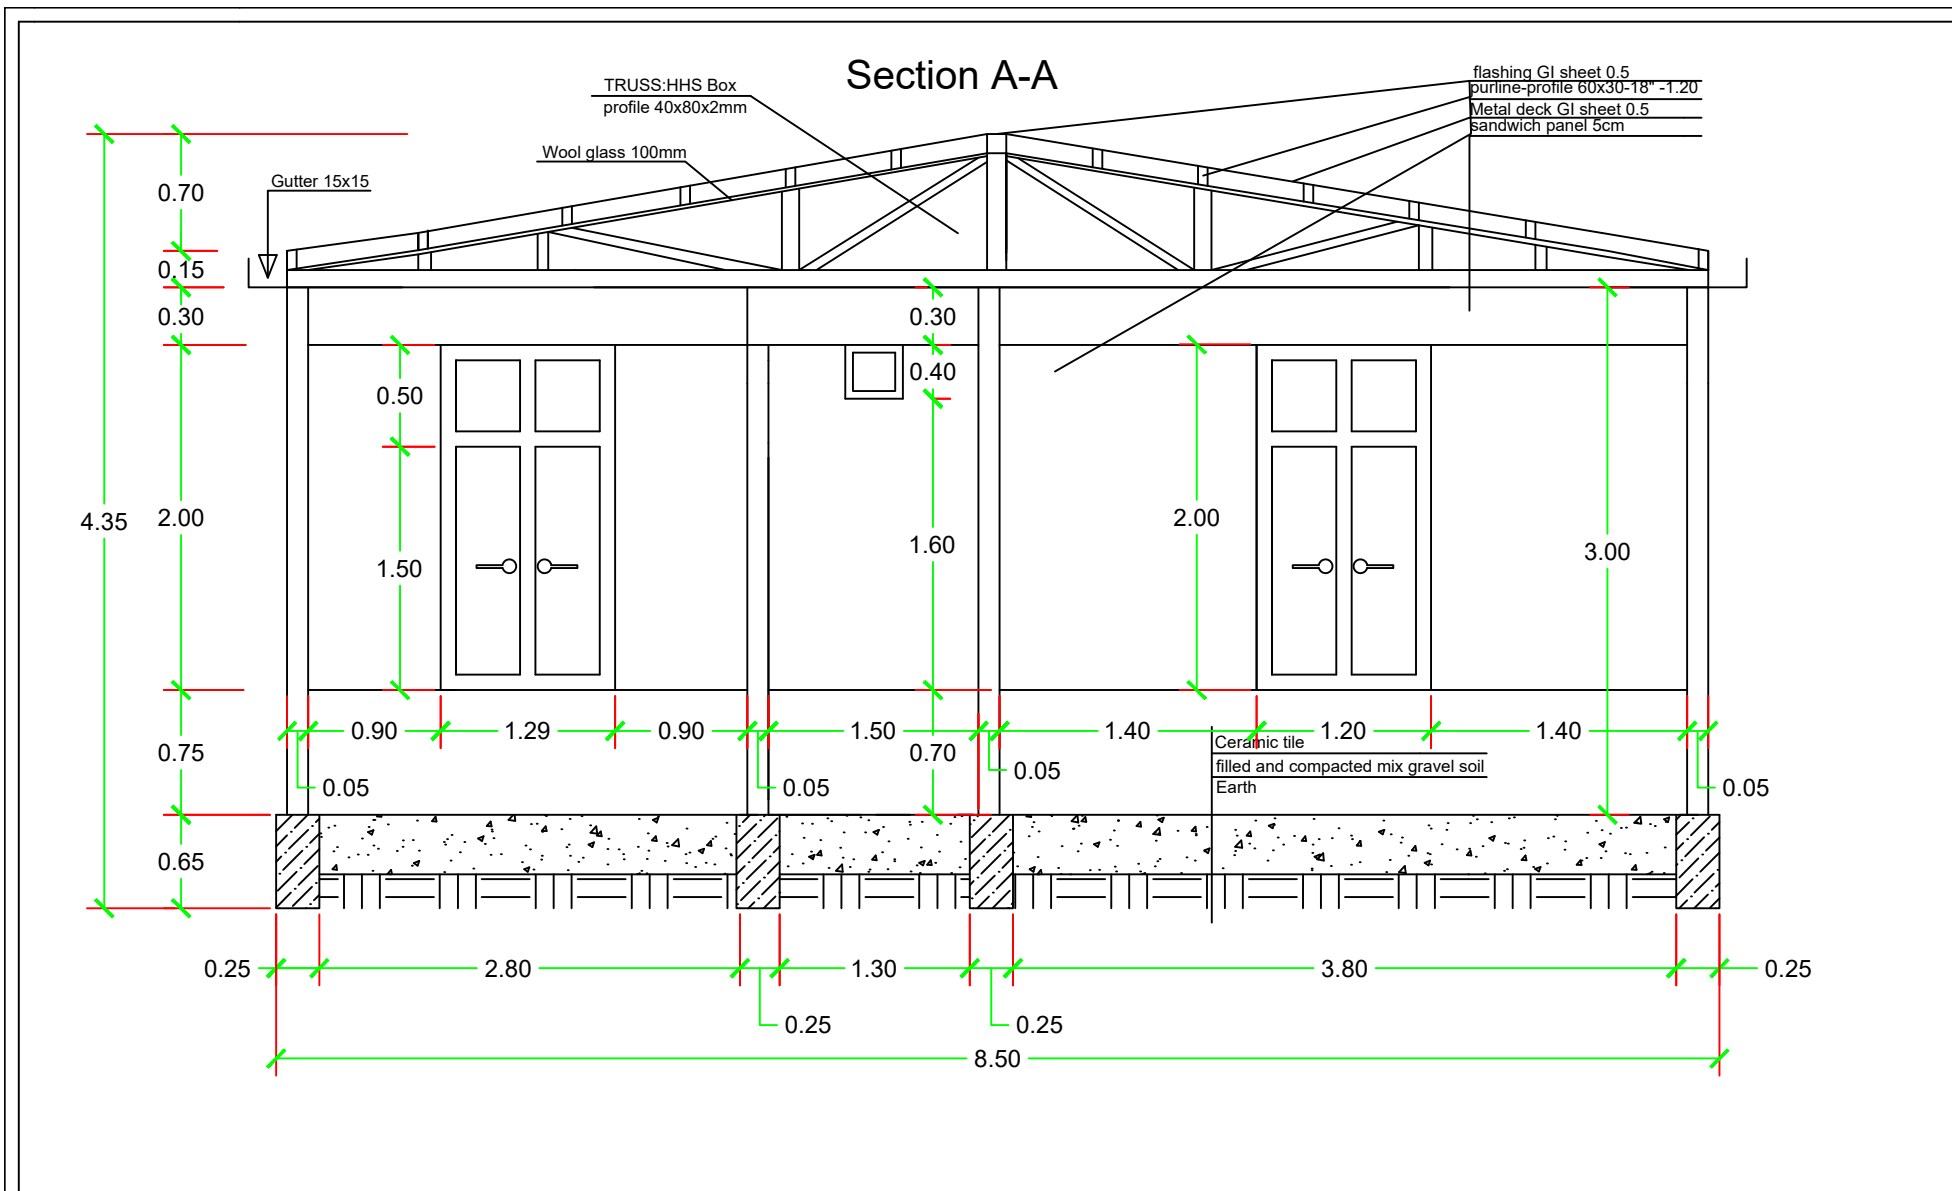 Section A-A
TRUSS:HHS Box
profile 40x80x2mm
Wool glass 100mm
Gutter 15x15
flashing GI sheet 0.5
purline-profile 60x30-18" -1.20
Metal deck GI sheet 0.5
sandwich panel 5cm
0.70
0.15
0.30
0.30
0.40
0.50
4.35
2.00
2.00
1.60
3.00
1.50
0.90
1.29
0.90
1.50
1.40
1.20
1.40
0.75
0.70
0.05
0.05
0.05
0.05
Ceramic tile
filled and compacted mix gravel soil
Earth
0.65
0.25
2.80
1.30
3.80
0.25
0.25
0.25
8.50